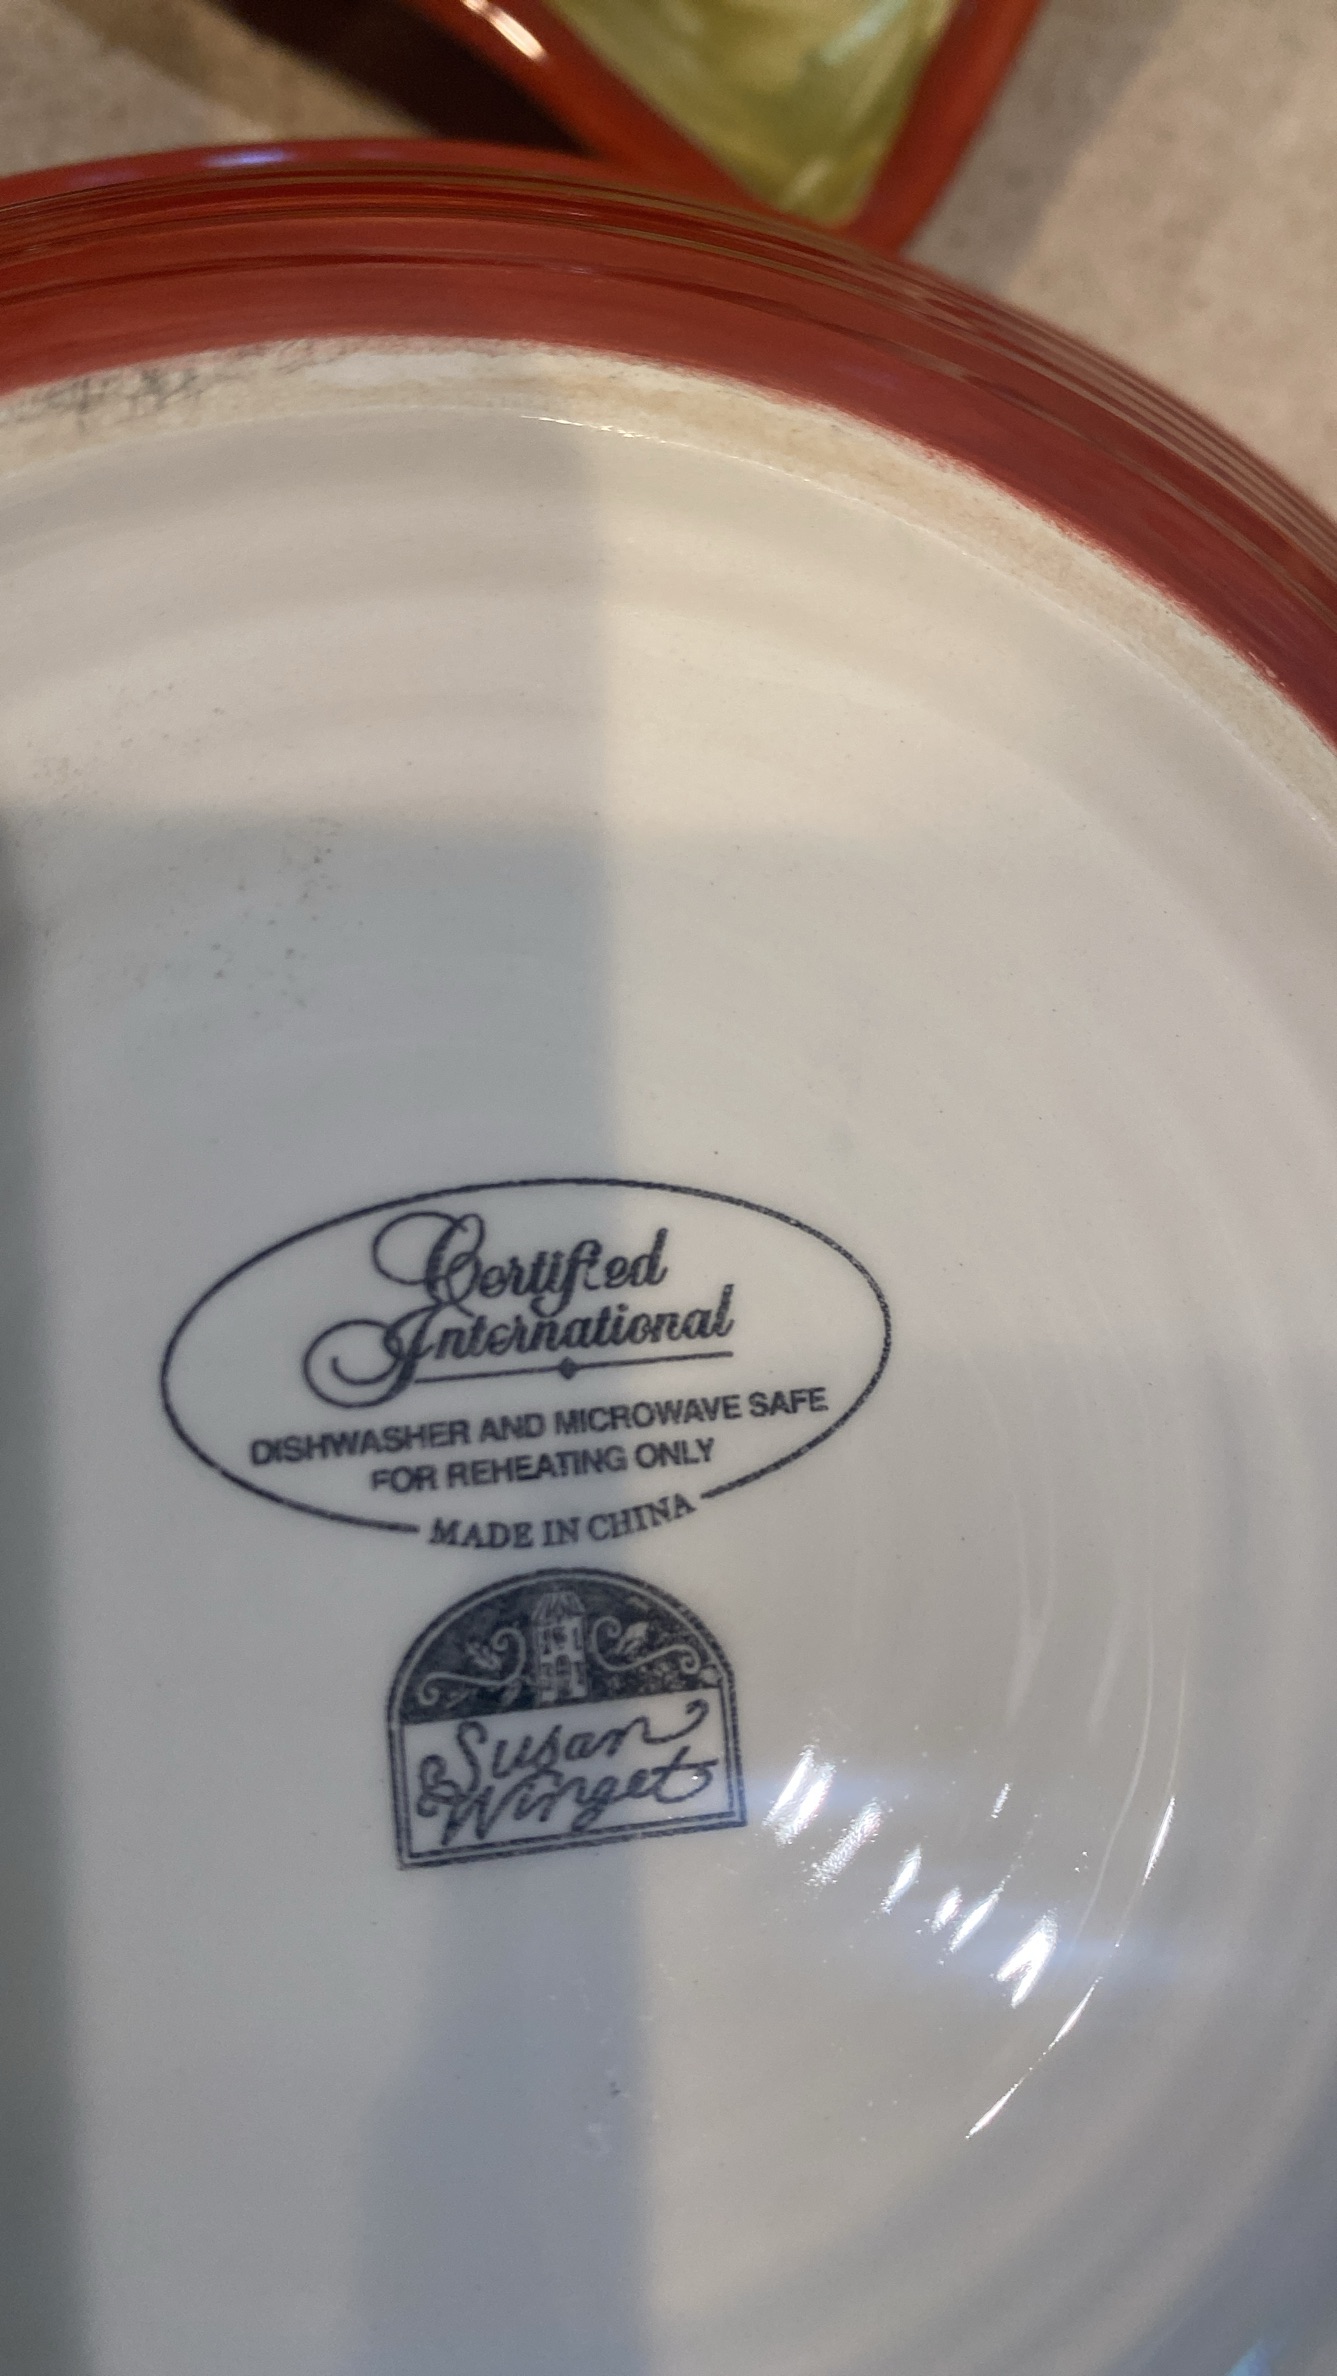 Certified
International
DISHWASHER AND MICROWAVE SAFE
FOR REHEATING ONLY
MADE IN CHINA
Susan
Winget